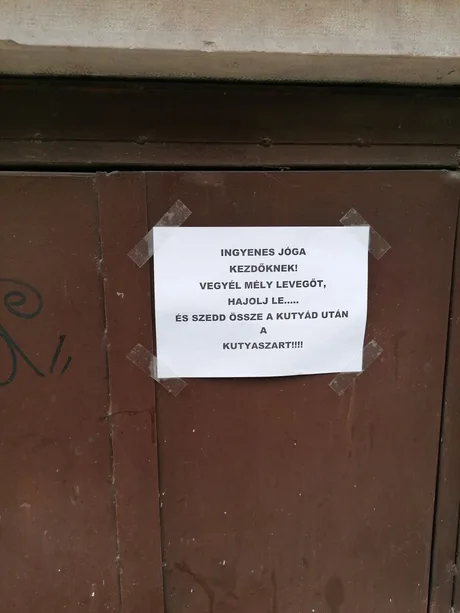 INGYENES JÓGA
KEZDŐKNEK!
VEGYÉL MÉLY LEVEGŐT,
HAJOLJ LE.....
ÉS SZEDD ÖSSZE A KUTYÁD UTÁN
A
KUTYASZART!!!!